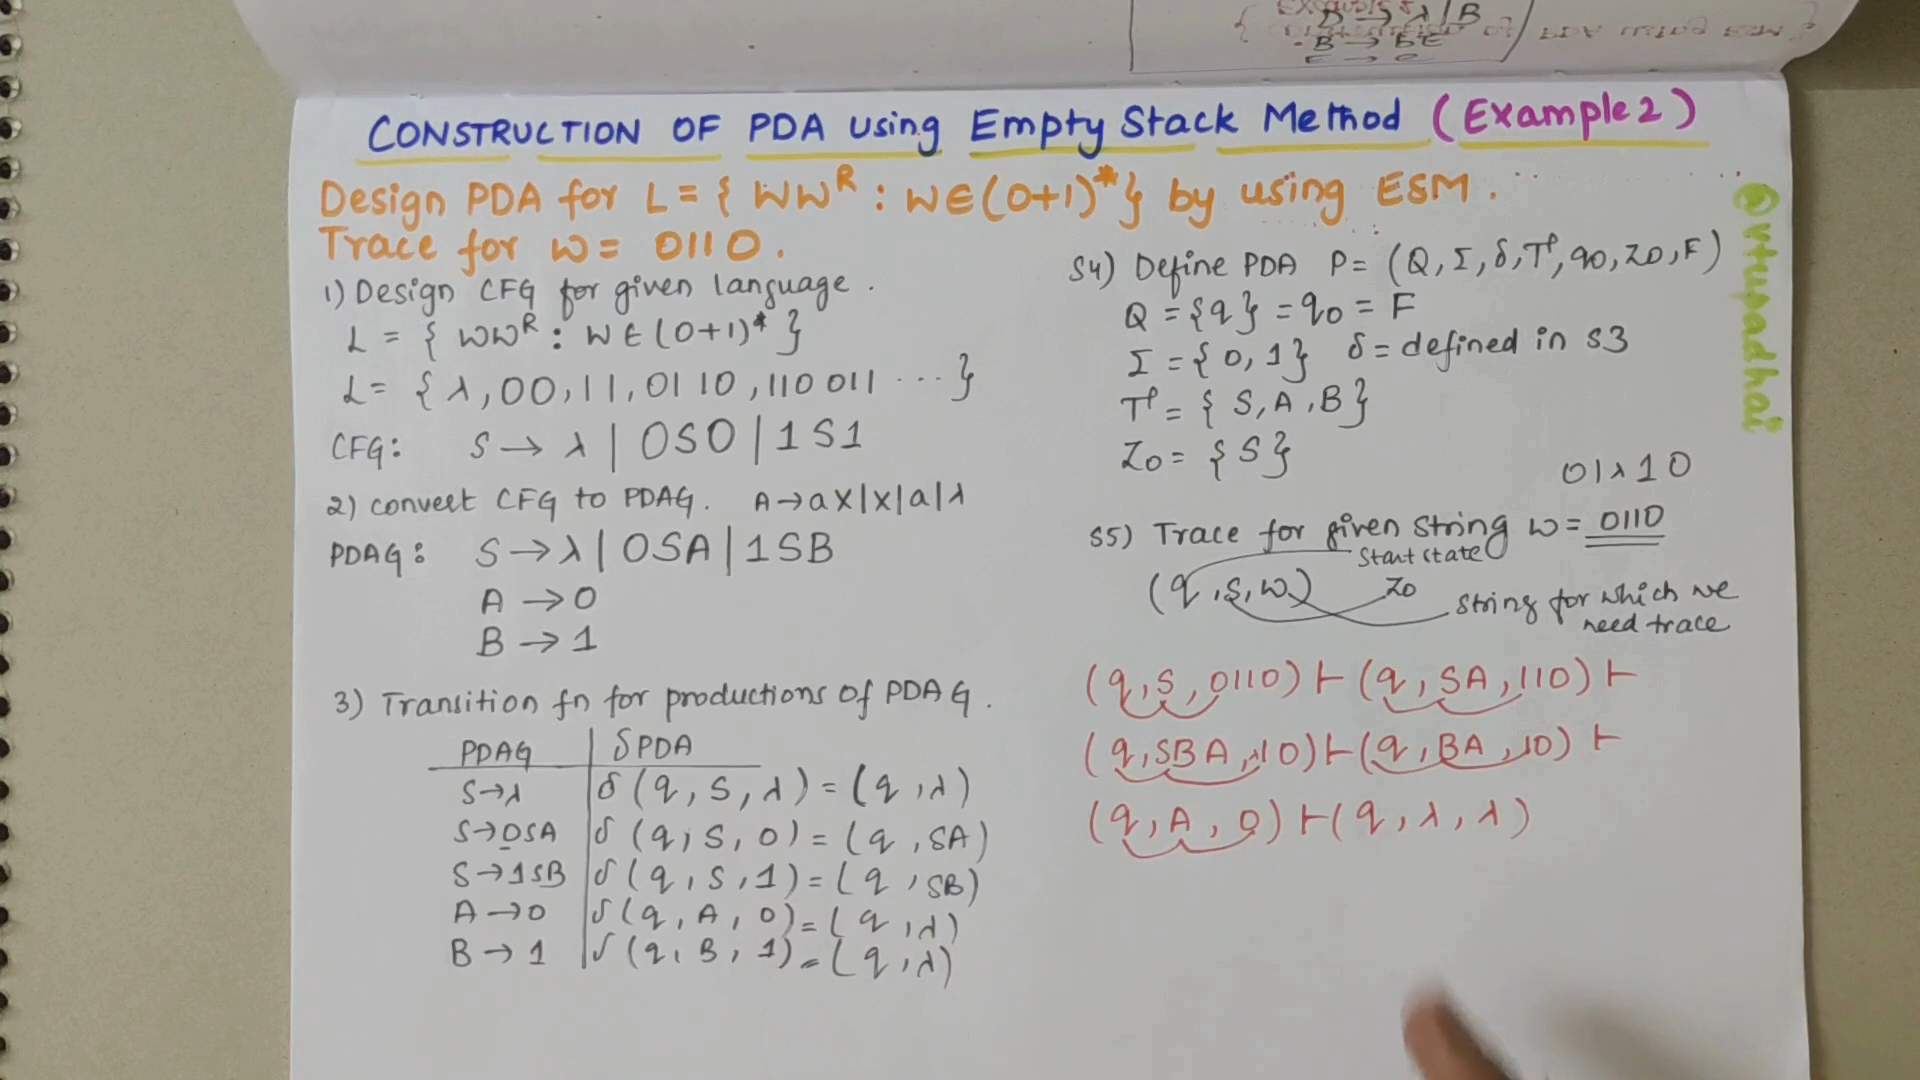 D → λ | B
B → bE
E → e
CONSTRUCTION OF PDA using Empty Stack Method (Example 2)
Design PDA for L = { WW^R : W∈(0+1)* } by using ESM.
Trace for W = 0110.
1) Design CFG for given language.
L = { WW^R : W∈(0+1)* }
L = { λ, 00, 11, 0110, 110011 ... }
CFG: S → λ | 0S0 | 1S1
2) convert CFG to PDAG. A → aX|X|a|λ
PDAG: S → λ | 0SA | 1SB
A → 0
B → 1
3) Transition fn for productions of PDAG.
PDAG | δPDA
S→λ | δ(q, S, λ) = (q, λ)
S→0SA | δ(q, S, 0) = (q, SA)
S→1SB | δ(q, S, 1) = (q, SB)
A→0 | δ(q, A, 0) = (q, λ)
B→1 | δ(q, B, 1) = (q, λ)
S4) Define PDA P = (Q, Σ, δ, Γ, q0, Z0, F)
Q = {q} = q0 = F
Σ = {0, 1} δ = defined in S3
Γ = { S, A, B }
Z0 = {S}
01λ10
S5) Trace for given string W = 0110
Start state
(q, S, W) Z0 string for which we
need trace
(q, S, 0110) ⊢ (q, SA, 110) ⊢
(q, SBA, λ10) ⊢ (q, BA, 10) ⊢
(q, A, 0) ⊢ (q, λ, λ)
@vtupadhai